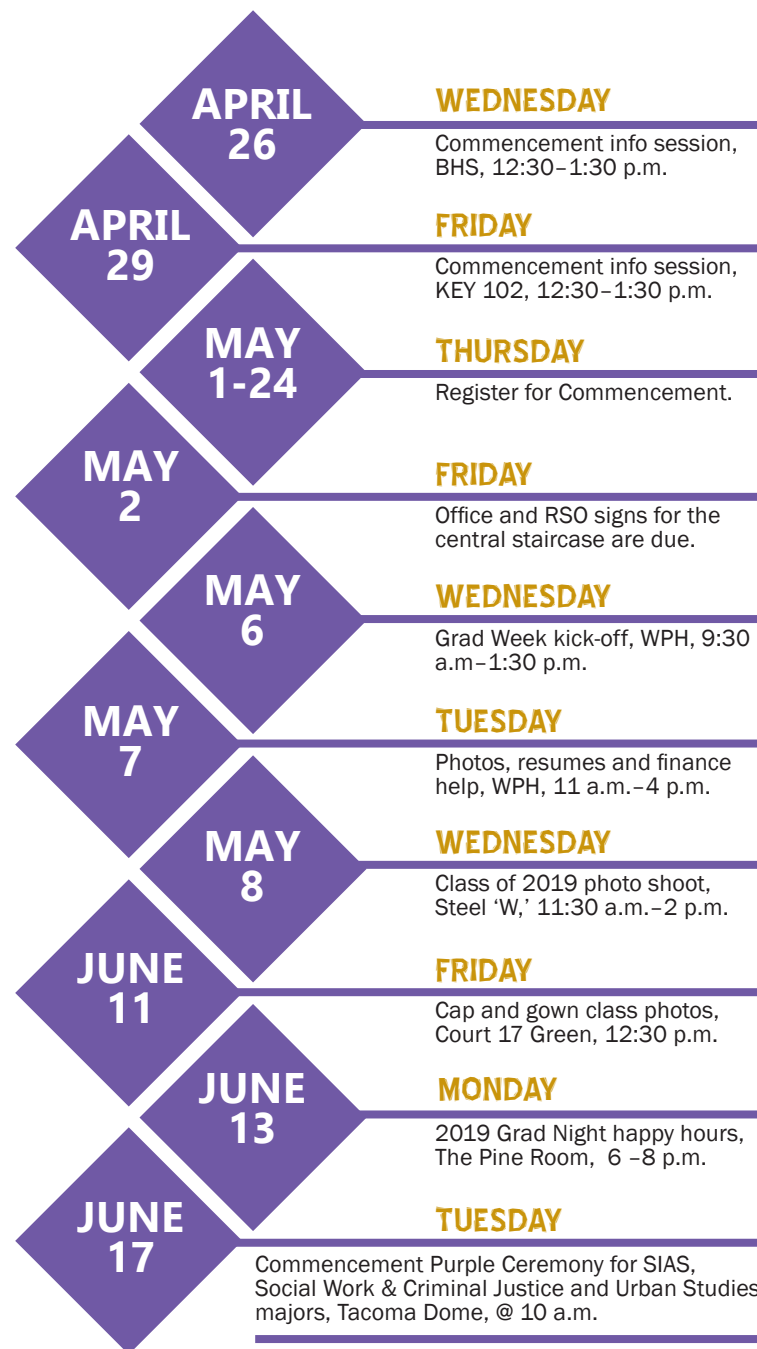 APRIL
26
WEDNESDAY
Commencement info session,
BHS, 12:30–1:30 p.m.
APRIL
29
FRIDAY
Commencement info session,
KEY 102, 12:30–1:30 p.m.
MAY
1-24
THURSDAY
Register for Commencement.
MAY
2
FRIDAY
Office and RSO signs for the
central staircase are due.
MAY
6
WEDNESDAY
Grad Week kick-off, WPH, 9:30
a.m–1:30 p.m.
MAY
7
TUESDAY
Photos, resumes and finance
help, WPH, 11 a.m.–4 p.m.
MAY
8
WEDNESDAY
Class of 2019 photo shoot,
Steel ‘W,’ 11:30 a.m.–2 p.m.
JUNE
11
FRIDAY
Cap and gown class photos,
Court 17 Green, 12:30 p.m.
JUNE
13
MONDAY
2019 Grad Night happy hours,
The Pine Room,  6 –8 p.m.
JUNE
17
TUESDAY
Commencement Purple Ceremony for SIAS,
Social Work & Criminal Justice and Urban Studies
majors, Tacoma Dome, @ 10 a.m.